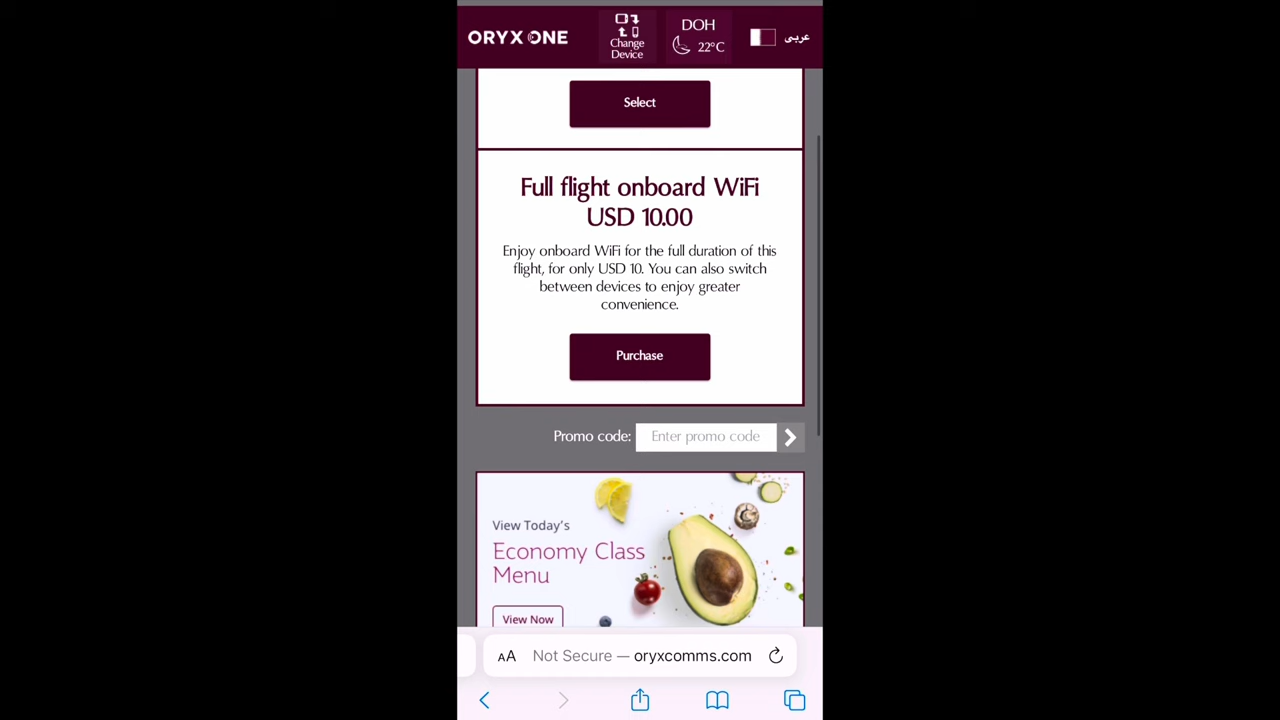 ORYX ONE
Change
Device
DOH
22°C
عربي
Select
Full flight onboard WiFi
USD 10.00
Enjoy onboard WiFi for the full duration of this
flight, for only USD 10. You can also switch
between devices to enjoy greater
convenience.
Purchase
Promo code: Enter promo code
View Today's
Economy Class
Menu
View Now
AA Not Secure — oryxcomms.com